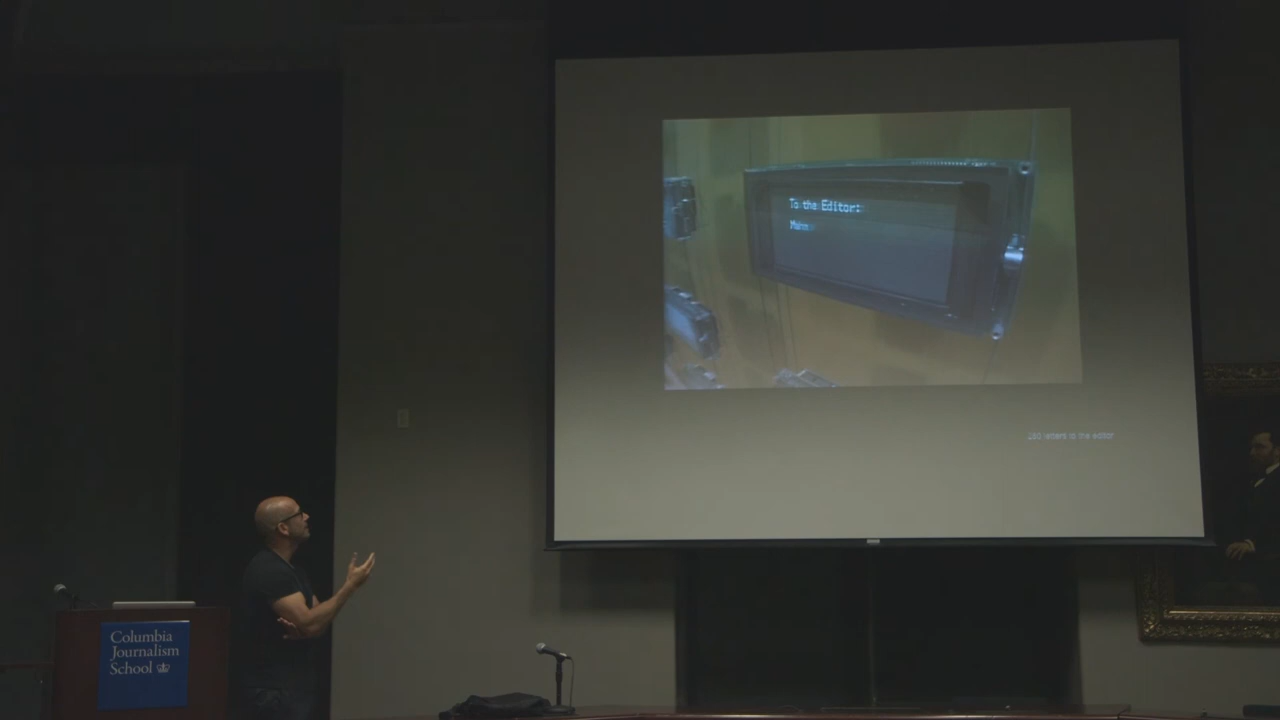 To the Editor:
letters to the editor
Columbia
Journalism
School